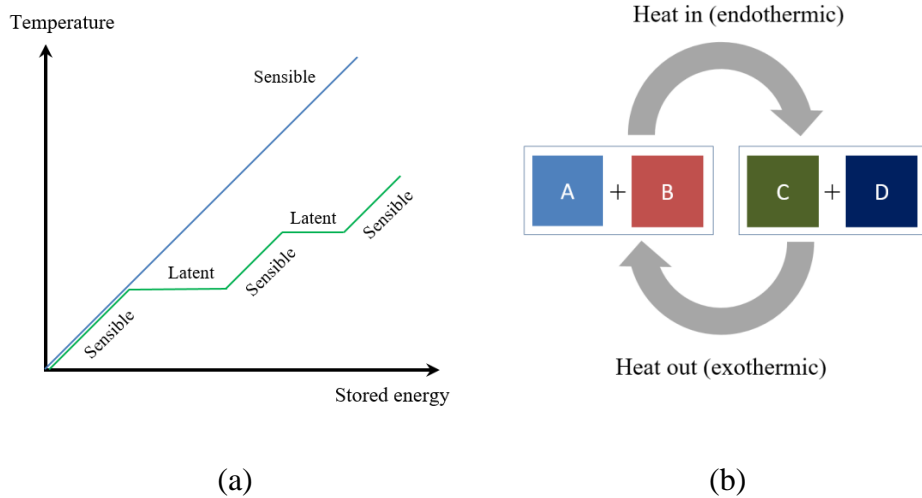 Temperature
Sensible
Latent
Latent
Sensible
Sensible
Sensible
Stored energy
(a)
Heat in (endothermic)
A + B
C + D
Heat out (exothermic)
(b)